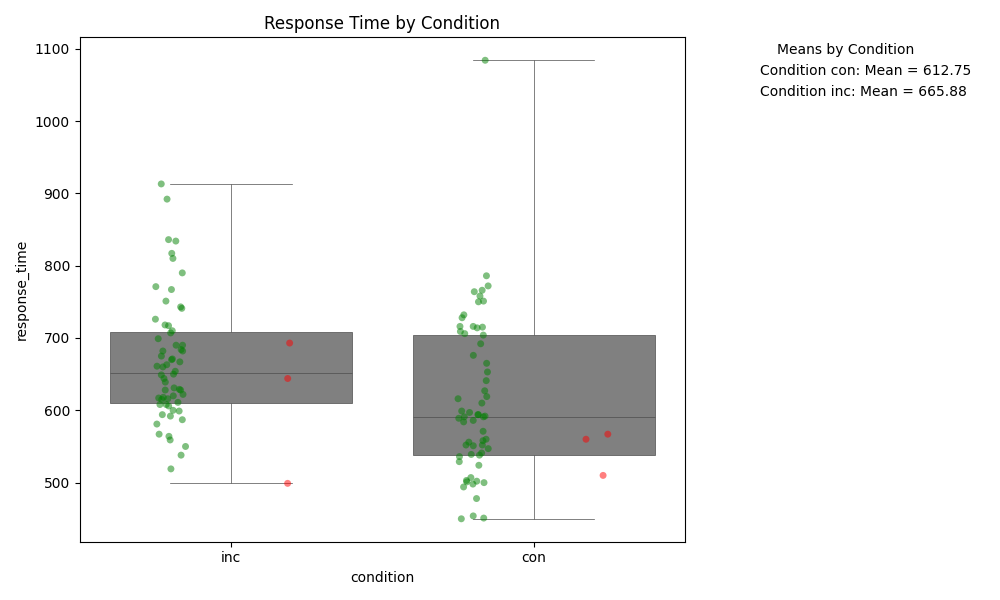 Response Time by Condition
Means by Condition
Condition con: Mean = 612.75
Condition inc: Mean = 665.88
response_time
1100
1000
900
800
700
600
500
inc
con
condition